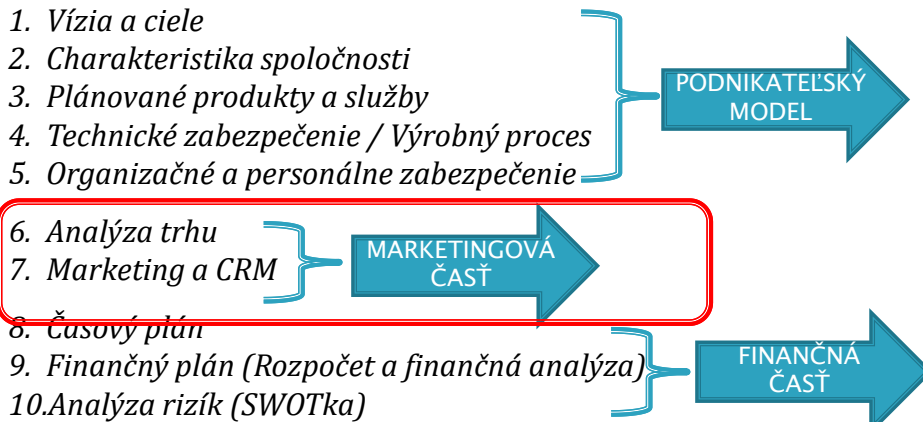 1. Vízia a ciele
2. Charakteristika spoločnosti
3. Plánované produkty a služby
4. Technické zabezpečenie / Výrobný proces
5. Organizačné a personálne zabezpečenie
PODNIKATEĽSKÝ
MODEL
6. Analýza trhu
7. Marketing a CRM
MARKETINGOVÁ
ČASŤ
8. Časový plán
9. Finančný plán (Rozpočet a finančná analýza)
10.Analýza rizík (SWOTka)
FINANČNÁ
ČASŤ